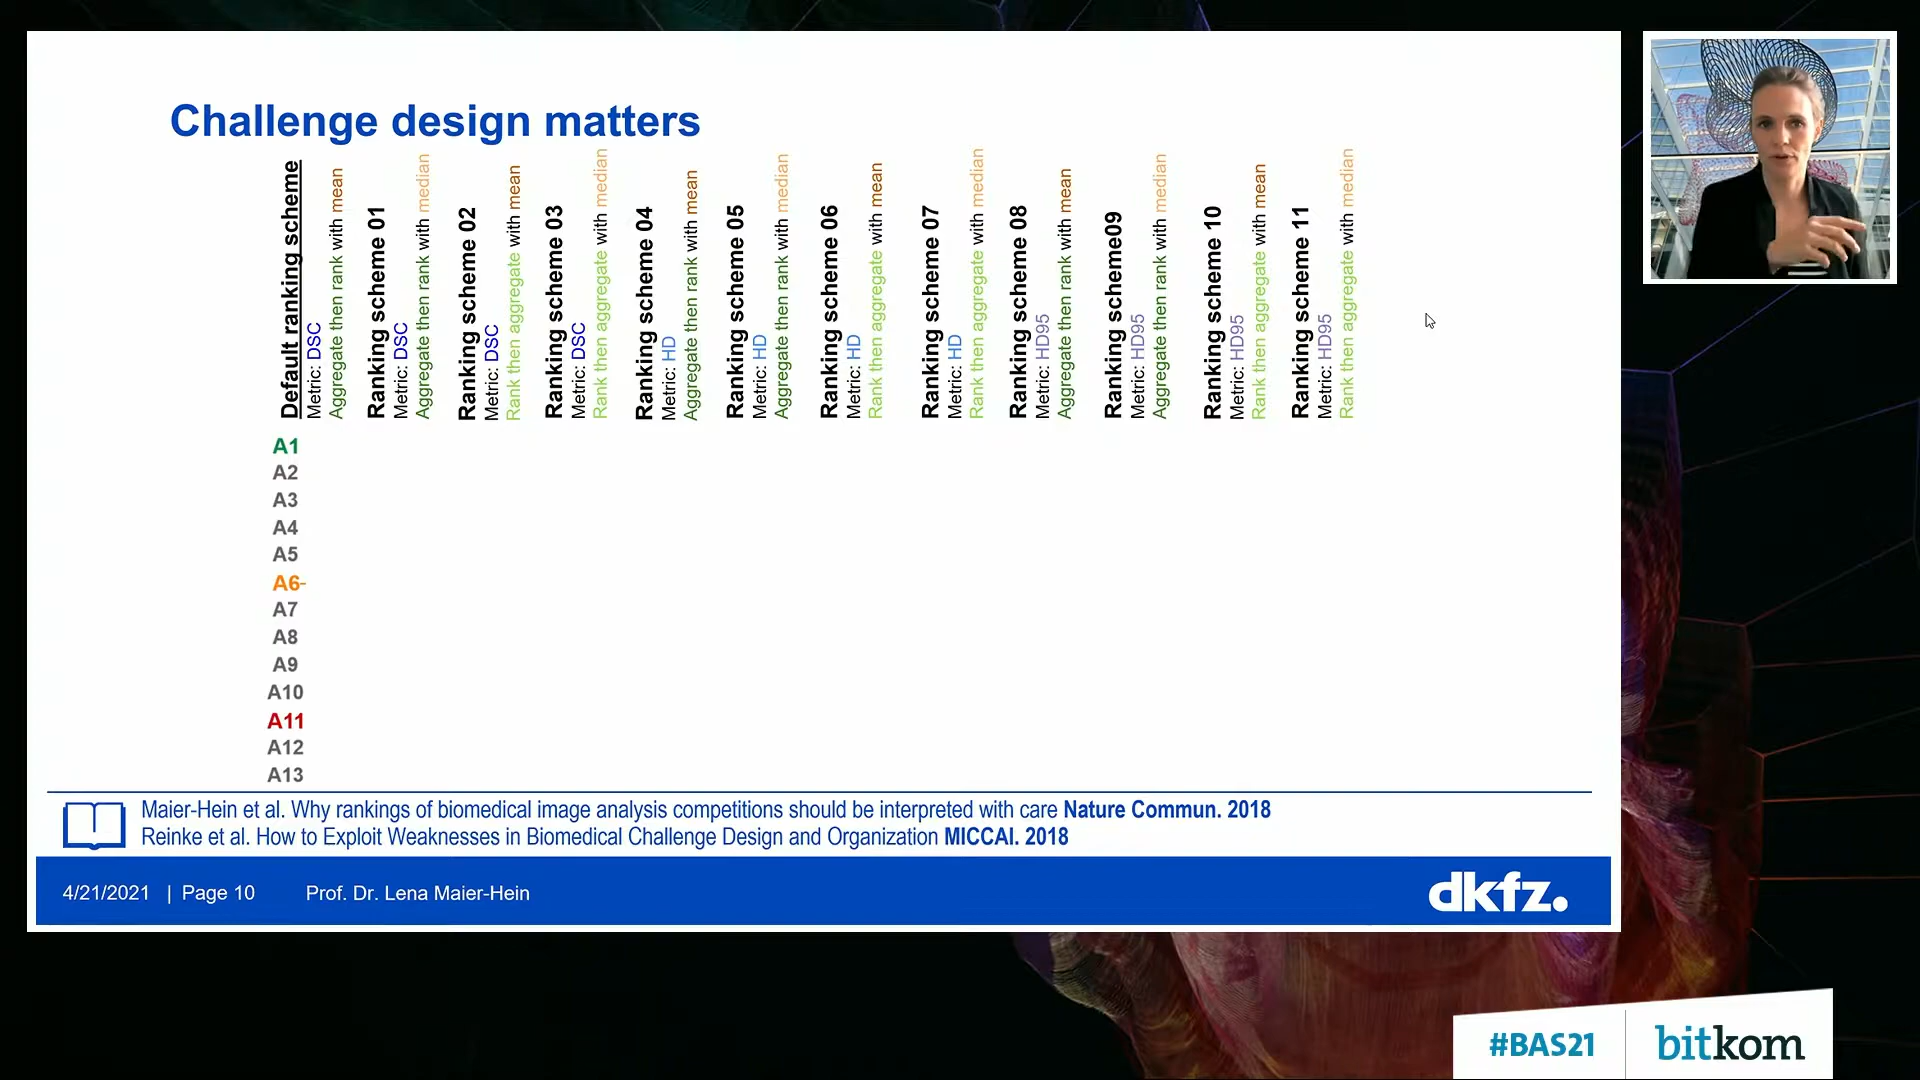 Challenge design matters
Default ranking scheme
Metric: DSC
Aggregate then rank with mean
Ranking scheme 01
Metric: DSC
Aggregate then rank with median
Ranking scheme 02
Metric: DSC
Rank then aggregate with mean
Ranking scheme 03
Metric: DSC
Rank then aggregate with median
Ranking scheme 04
Metric: HD
Aggregate then rank with mean
Ranking scheme 05
Metric: HD
Aggregate then rank with median
Ranking scheme 06
Metric: HD
Rank then aggregate with mean
Ranking scheme 07
Metric: HD
Rank then aggregate with median
Ranking scheme 08
Metric: HD95
Aggregate then rank with mean
Ranking scheme09
Metric: HD95
Aggregate then rank with median
Ranking scheme 10
Metric: HD95
Rank then aggregate with mean
Ranking scheme 11
Metric: HD95
Rank then aggregate with median
A1
A2
A3
A4
A5
A6-
A7
A8
A9
A10
A11
A12
A13
Maier-Hein et al. Why rankings of biomedical image analysis competitions should be interpreted with care Nature Commun. 2018
Reinke et al. How to Exploit Weaknesses in Biomedical Challenge Design and Organization MICCAI. 2018
4/21/2021 | Page 10 Prof. Dr. Lena Maier-Hein
dkfz.
#BAS21
bitkom